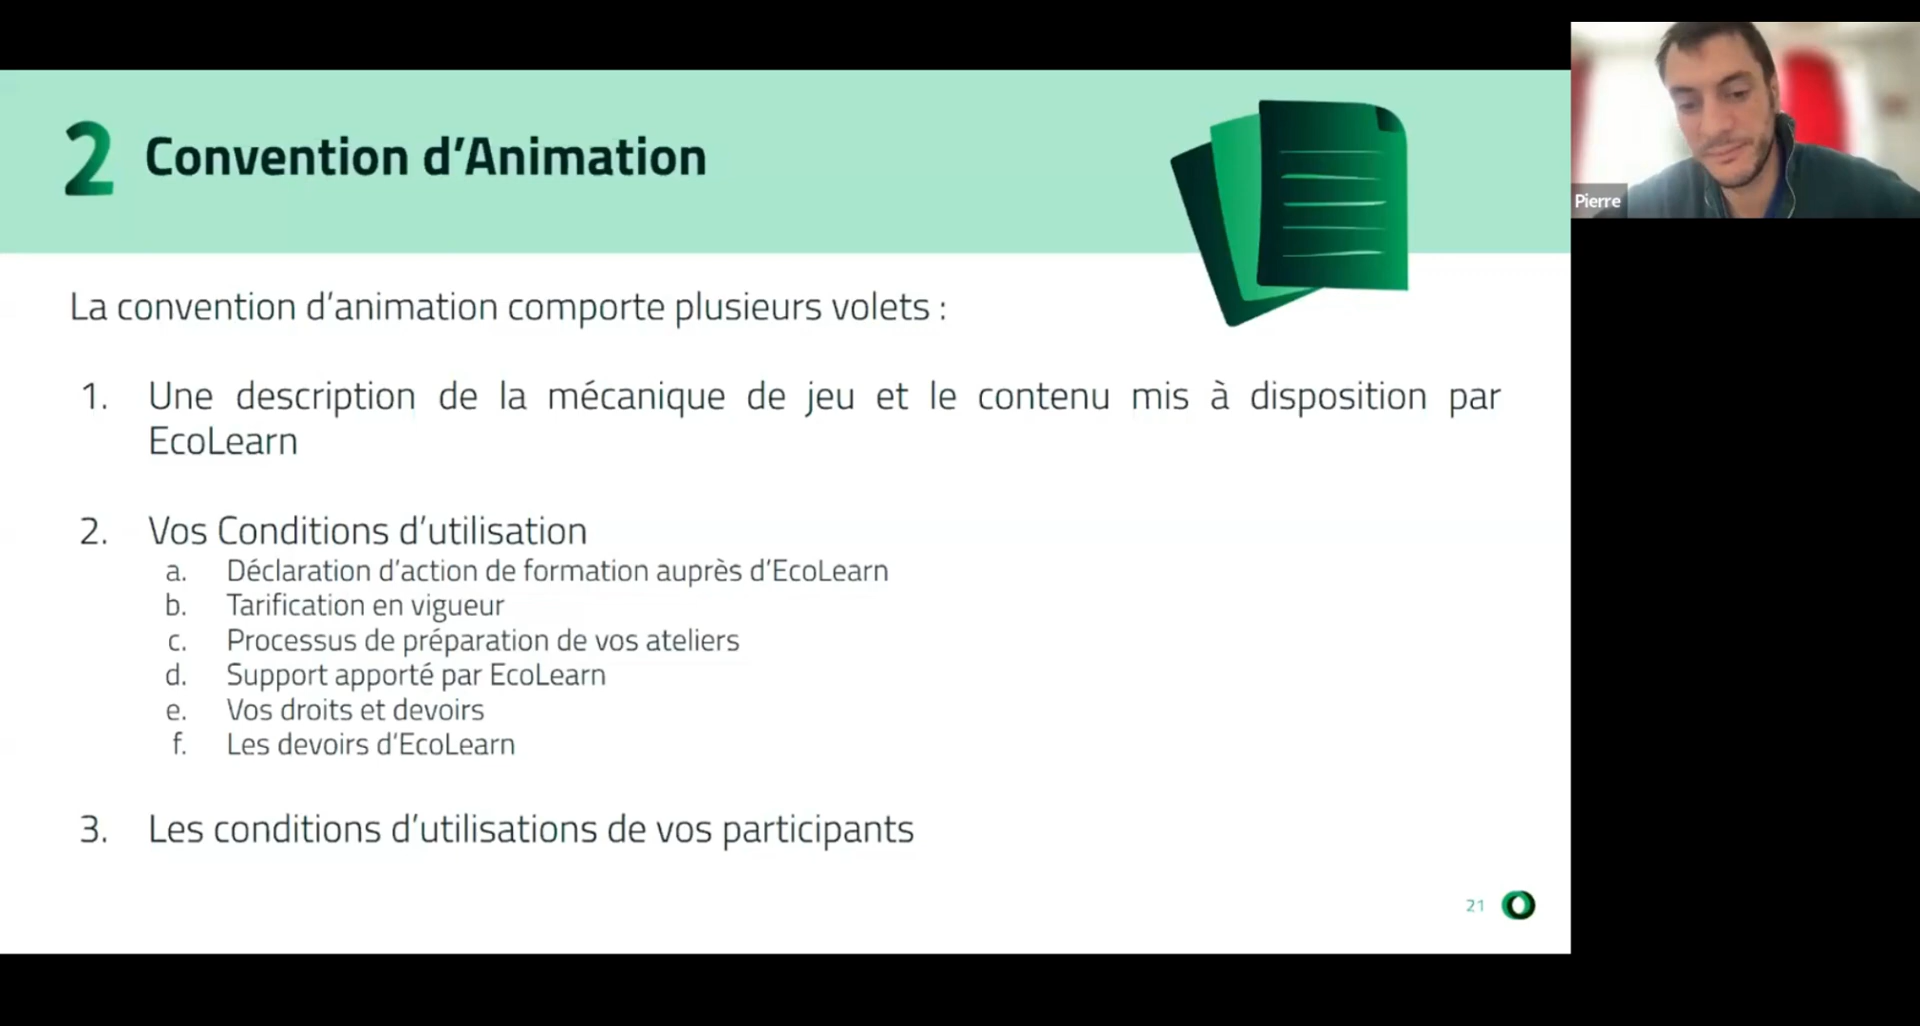 2 Convention d’Animation
Pierre
La convention d’animation comporte plusieurs volets :
1. Une description de la mécanique de jeu et le contenu mis à disposition par
EcoLearn
2. Vos Conditions d’utilisation
a. Déclaration d’action de formation auprès d’EcoLearn
b. Tarification en vigueur
c. Processus de préparation de vos ateliers
d. Support apporté par EcoLearn
e. Vos droits et devoirs
f. Les devoirs d’EcoLearn
3. Les conditions d’utilisations de vos participants
21